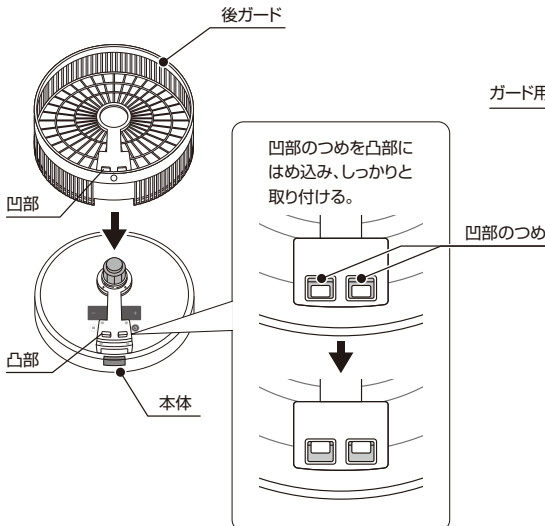 後ガード
ガード用
凹部のつめを凸部に
はめ込み、しっかりと
取り付ける。
凹部
凹部のつめ
凸部
本体